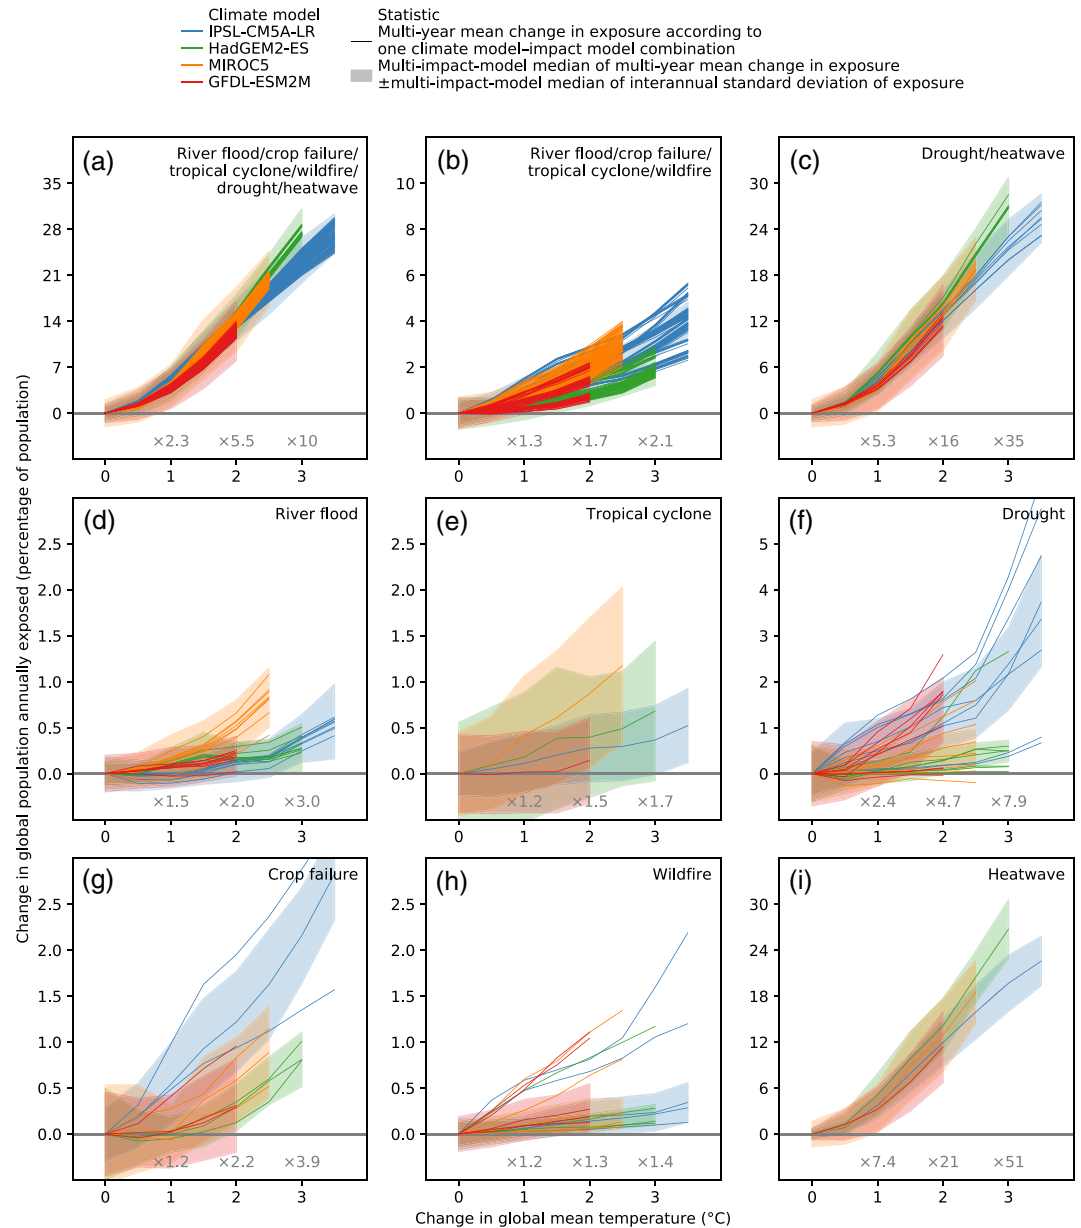 Climate model
IPSL-CM5A-LR
HadGEM2-ES
MIROC5
GFDL-ESM2M
Statistic
Multi-year mean change in exposure according to
one climate model–impact model combination
Multi-impact-model median of multi-year mean change in exposure
±multi-impact-model median of interannual standard deviation of exposure
Change in global population annually exposed (percentage of population)
(a)
River flood/crop failure/
tropical cyclone/wildfire/
drought/heatwave
35
28
21
14
7
0
×2.3 ×5.5 ×10
0 1 2 3
(b)
River flood/crop failure/
tropical cyclone/wildfire
10
8
6
4
2
0
×1.3 ×1.7 ×2.1
0 1 2 3
(c)
Drought/heatwave
30
24
18
12
6
0
×5.3 ×16 ×35
0 1 2 3
(d)
River flood
2.5
2.0
1.5
1.0
0.5
0.0
×1.5 ×2.0 ×3.0
0 1 2 3
(e)
Tropical cyclone
2.5
2.0
1.5
1.0
0.5
0.0
×1.2 ×1.5 ×1.7
0 1 2 3
(f)
Drought
5
4
3
2
1
0
×2.4 ×4.7 ×7.9
0 1 2 3
(g)
Crop failure
2.5
2.0
1.5
1.0
0.5
0.0
×1.2 ×2.2 ×3.9
0 1 2 3
(h)
Wildfire
2.5
2.0
1.5
1.0
0.5
0.0
×1.2 ×1.3 ×1.4
0 1 2 3
(i)
Heatwave
30
24
18
12
6
0
×7.4 ×21 ×51
0 1 2 3
Change in global mean temperature (°C)